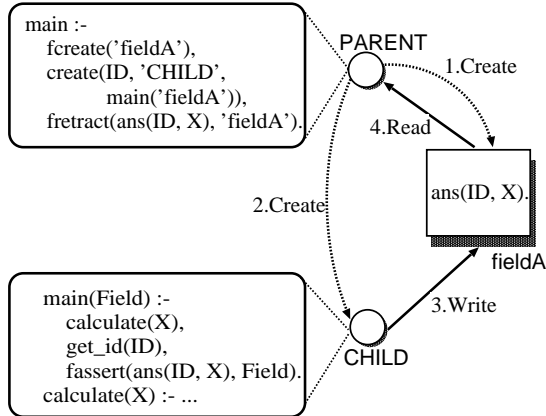 main :-
fcreate('fieldA'),
create(ID, 'CHILD',
main('fieldA')),
fretract(ans(ID, X), 'fieldA').
PARENT
1.Create
4.Read
2.Create
ans(ID, X).
fieldA
3.Write
main(Field) :-
calculate(X),
get_id(ID),
fassert(ans(ID, X), Field).
calculate(X) :- ...
CHILD